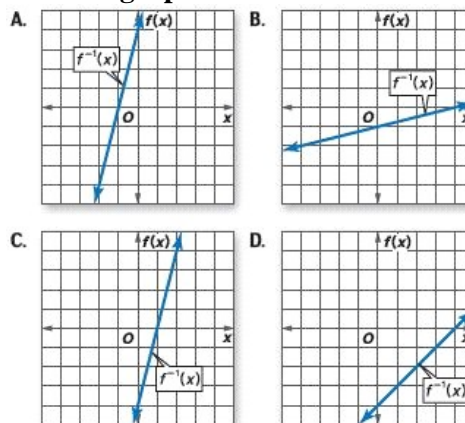 A.
f(x)
f⁻¹(x)
O
x
B.
f(x)
f⁻¹(x)
O
C.
f(x)
O
x
f⁻¹(x)
D.
f(x)
O
f⁻¹(x)